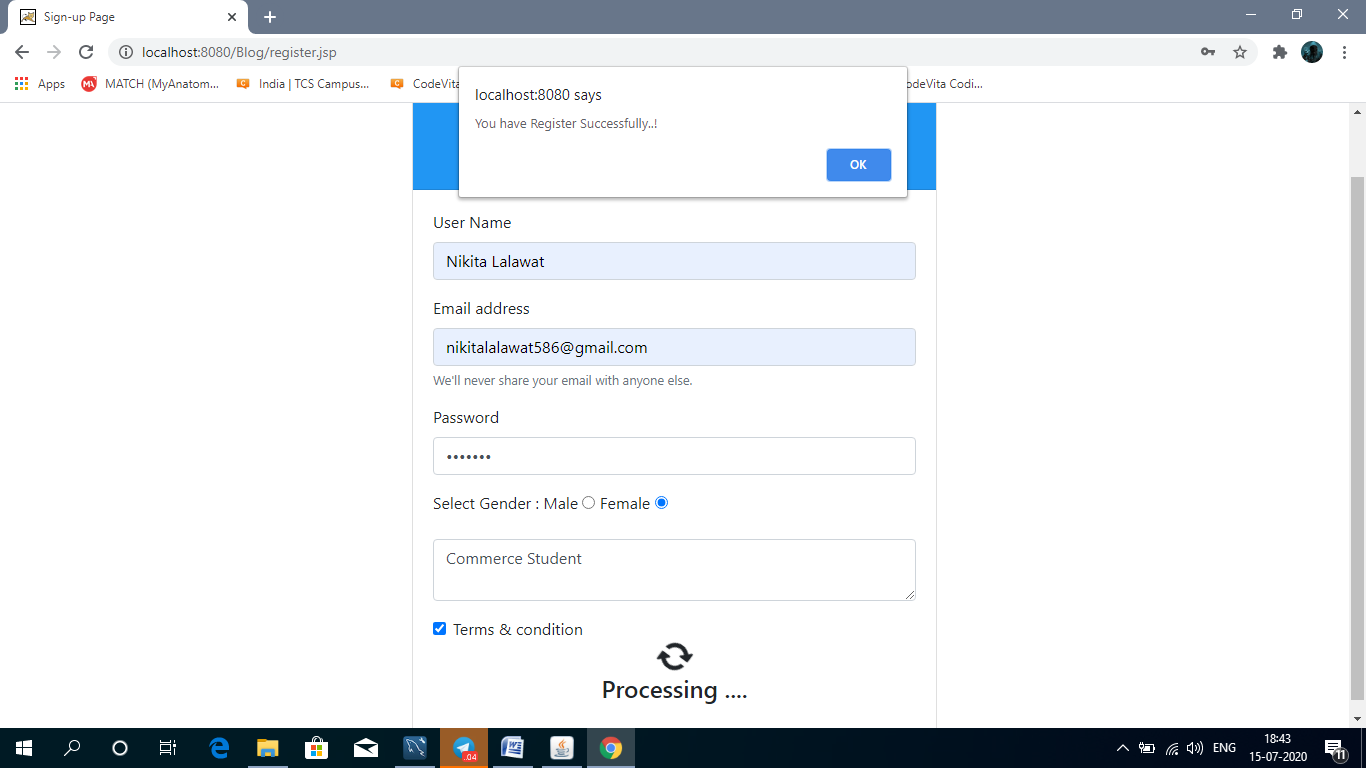 Sign-up Page
localhost:8080/Blog/register.jsp
Apps
MATCH (MyAnatom...
India | TCS Campus...
CodeVita
odeVita Codi...
localhost:8080 says
You have Register Successfully..!
OK
User Name
Nikita Lalawat
Email address
nikitalalawat586@gmail.com
We'll never share your email with anyone else.
Password
•••••••
Select Gender : Male Female
Commerce Student
Terms & condition
Processing ....
..04
ENG
18:43
15-07-2020
11